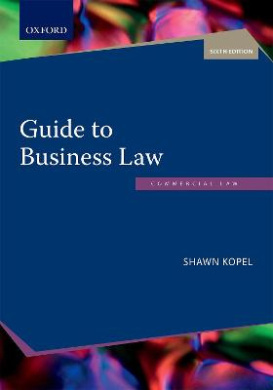 OXFORD
SIXTH EDITION
Guide to
Business Law
COMMERCIAL LAW
SHAWN KOPEL